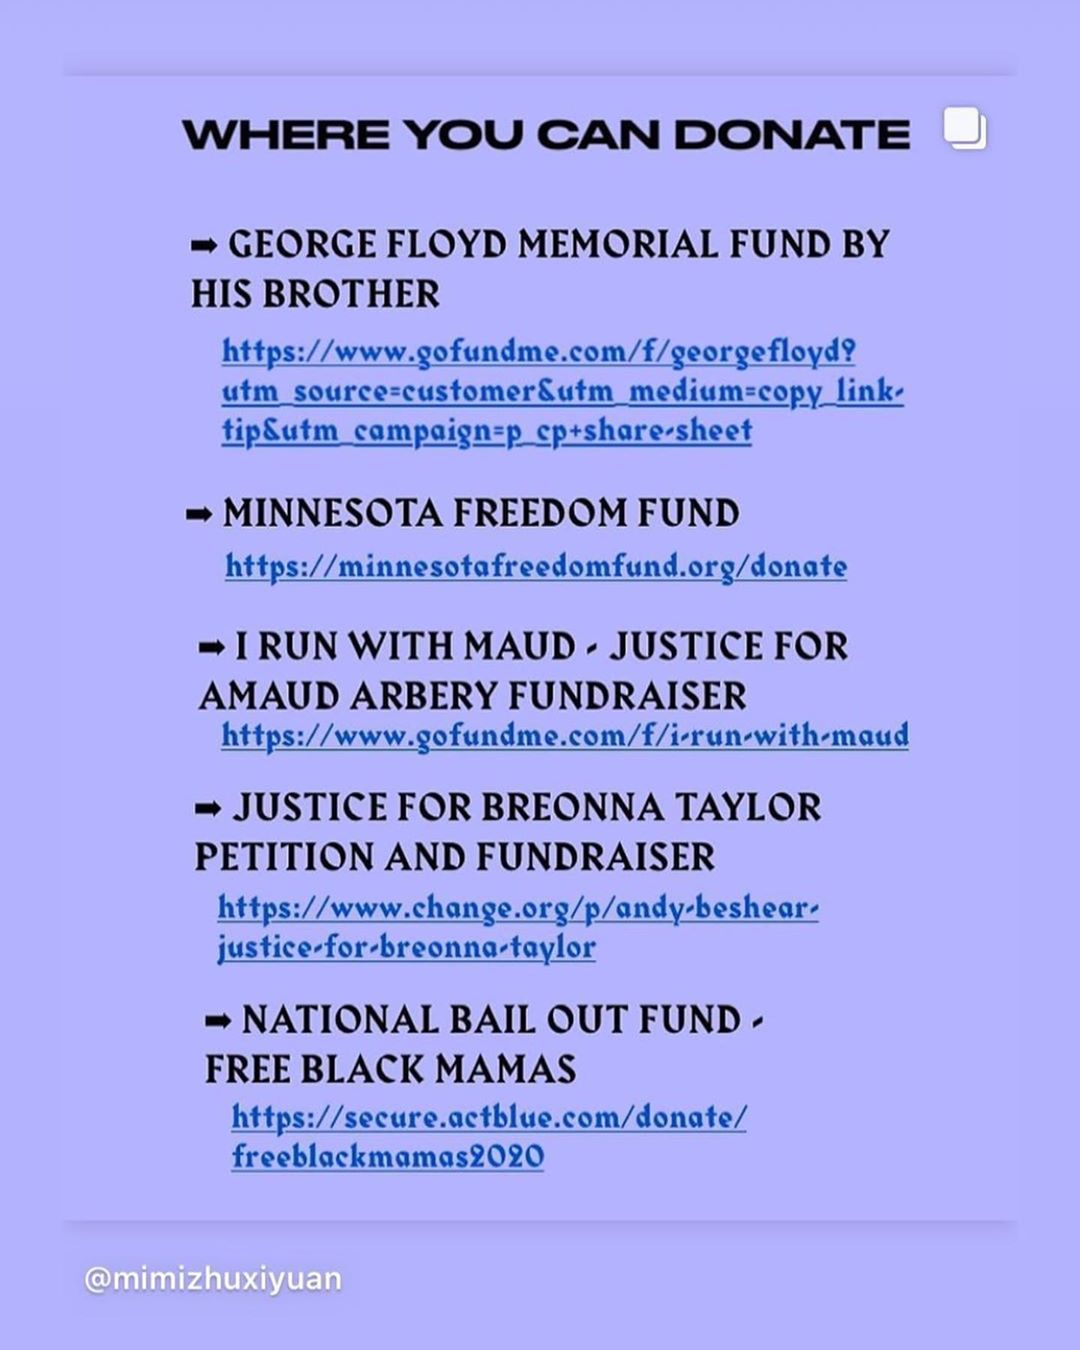 WHERE YOU CAN DONATE
➡ GEORGE FLOYD MEMORIAL FUND BY
HIS BROTHER
https://www.gofundme.com/f/georgefloyd?
utm_source=customer&utm_medium=copy_link-
tip&utm_campaign=p_cp+share-sheet
➡ MINNESOTA FREEDOM FUND
https://minnesotafreedomfund.org/donate
➡ I RUN WITH MAUD - JUSTICE FOR
AMAUD ARBERY FUNDRAISER
https://www.gofundme.com/f/i-run-with-maud
➡ JUSTICE FOR BREONNA TAYLOR
PETITION AND FUNDRAISER
https://www.change.org/p/andy-beshear-
justice-for-breonna-taylor
➡ NATIONAL BAIL OUT FUND -
FREE BLACK MAMAS
https://secure.actblue.com/donate/
freeblackmamas2020
@mimizhuxiyuan